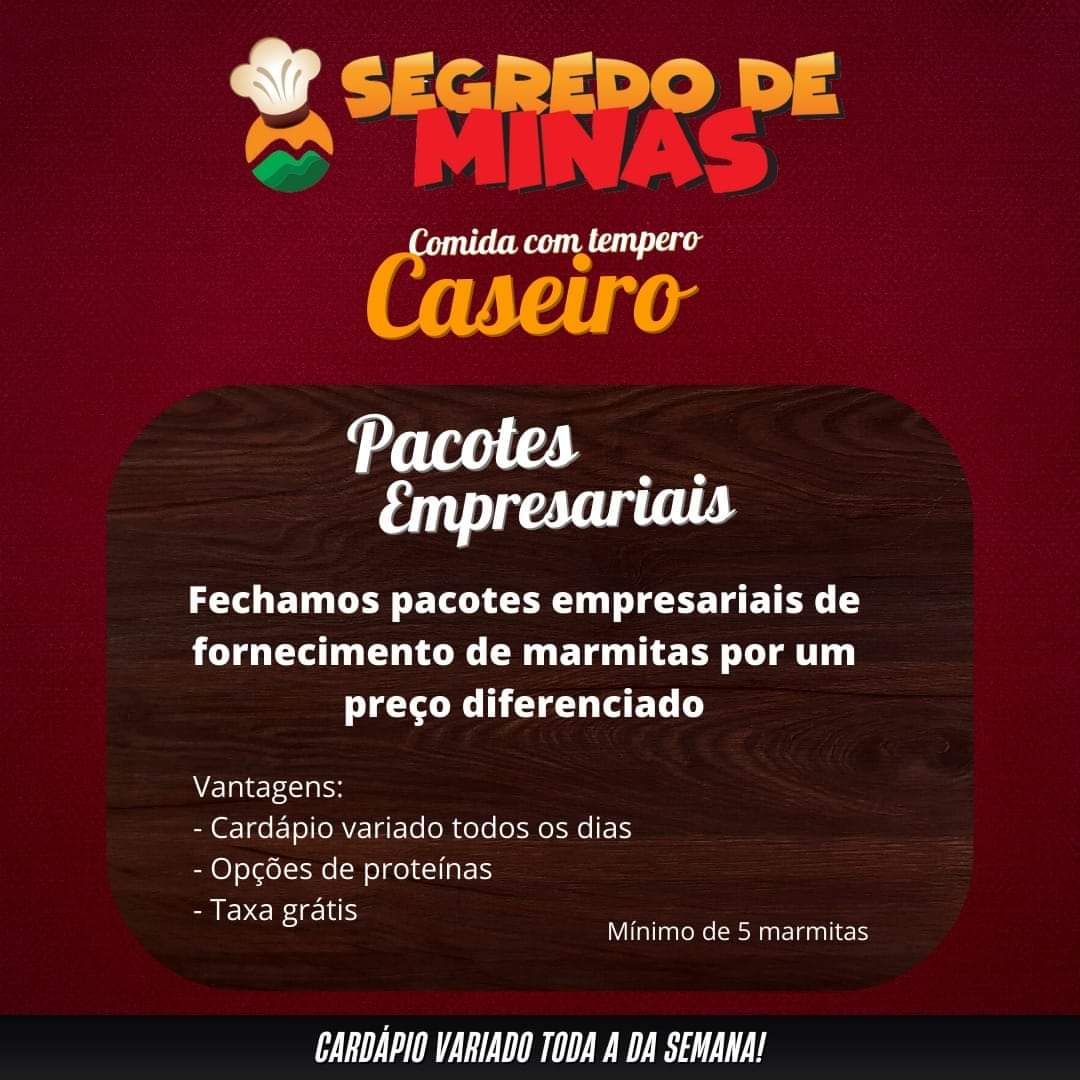 SEGREDO DE
MINAS
Comida com tempero
Caseiro
Pacotes
Empresariais
Fechamos pacotes empresariais de
fornecimento de marmitas por um
preço diferenciado
Vantagens:
- Cardápio variado todos os dias
- Opções de proteínas
- Taxa grátis
Mínimo de 5 marmitas
CARDÁPIO VARIADO TODA A DA SEMANA!